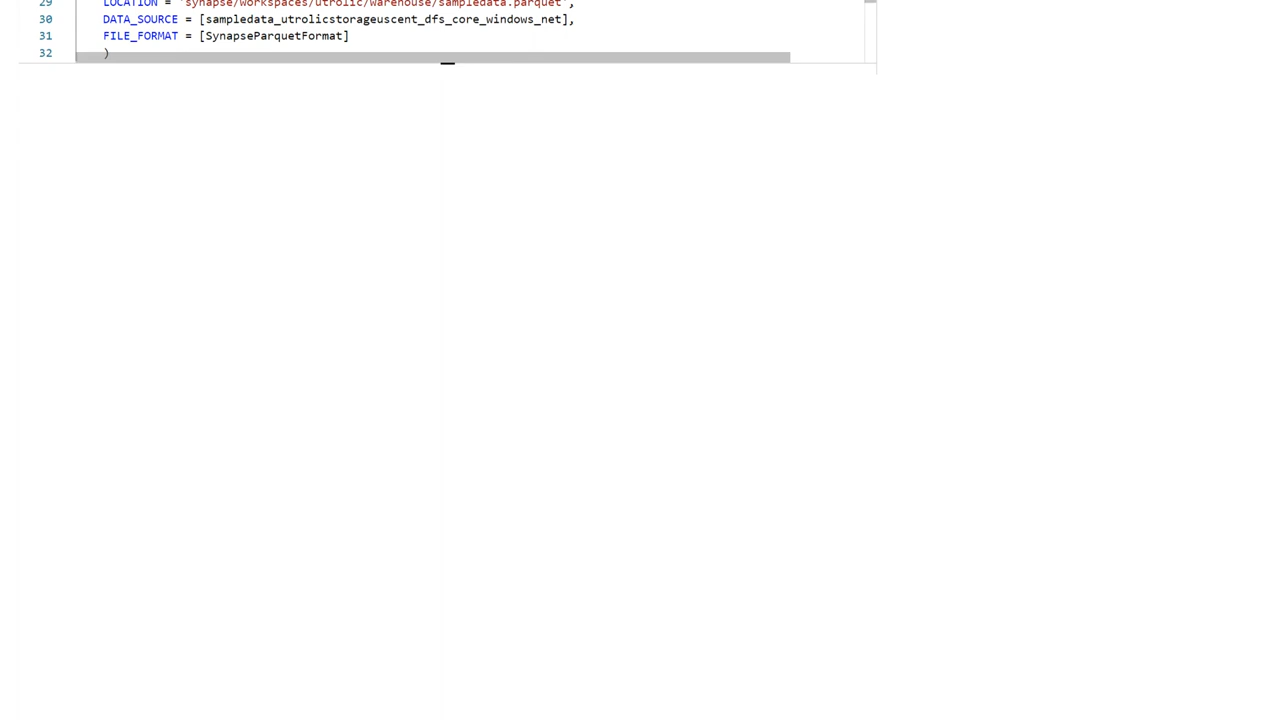 29 LOCATION = 'synapse/workspaces/utrolic/warehouse/sampledata.parquet',
30 DATA_SOURCE = [sampledata_utrolicstorageuscent_dfs_core_windows_net],
31 FILE_FORMAT = [SynapseParquetFormat]
32 )